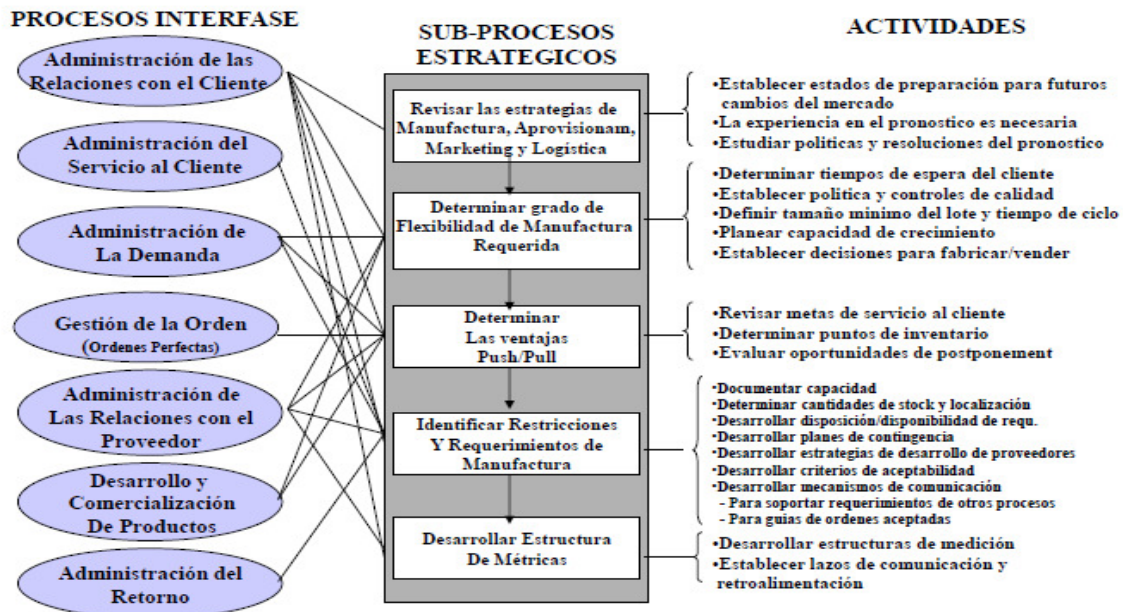 PROCESOS INTERFASE
Administración de las
Relaciones con el Cliente
Administración del
Servicio al Cliente
Administración de
La Demanda
Gestión de la Orden
(Ordenes Perfectas)
Administración de
Las Relaciones con el
Proveedor
Desarrollo y
Comercialización
De Productos
Administración del
Retorno
SUB-PROCESOS
ESTRATEGICOS
Revisar las estrategias de
Manufactura, Aprovisionam,
Marketing y Logística
Determinar grado de
Flexibilidad de Manufactura
Requerida
Determinar
Las ventajas
Push/Pull
Identificar Restricciones
Y Requerimientos de
Manufactura
Desarrollar Estructura
De Métricas
ACTIVIDADES
•Establecer estados de preparación para futuros
cambios del mercado
•La experiencia en el pronostico es necesaria
•Estudiar politicas y resoluciones del pronostico
•Determinar tiempos de espera del cliente
•Establecer politica y controles de calidad
•Definir tamaño minimo del lote y tiempo de ciclo
•Planear capacidad de crecimiento
•Establecer decisiones para fabricar/vender
•Revisar metas de servicio al cliente
•Determinar puntos de inventario
•Evaluar oportunidades de postponement
•Documentar capacidad
•Determinar cantidades de stock y localización
•Desarrollar disposición/disponibilidad de requ.
•Desarrollar planes de contingencia
•Desarrollar estrategias de desarrollo de proveedores
•Desarrollar criterios de aceptabilidad
•Desarrollar mecanismos de comunicación
- Para soportar requerimientos de otros procesos
- Para guias de ordenes aceptadas
•Desarrollar estructuras de medición
•Establecer lazos de comunicación y
retroalimentación